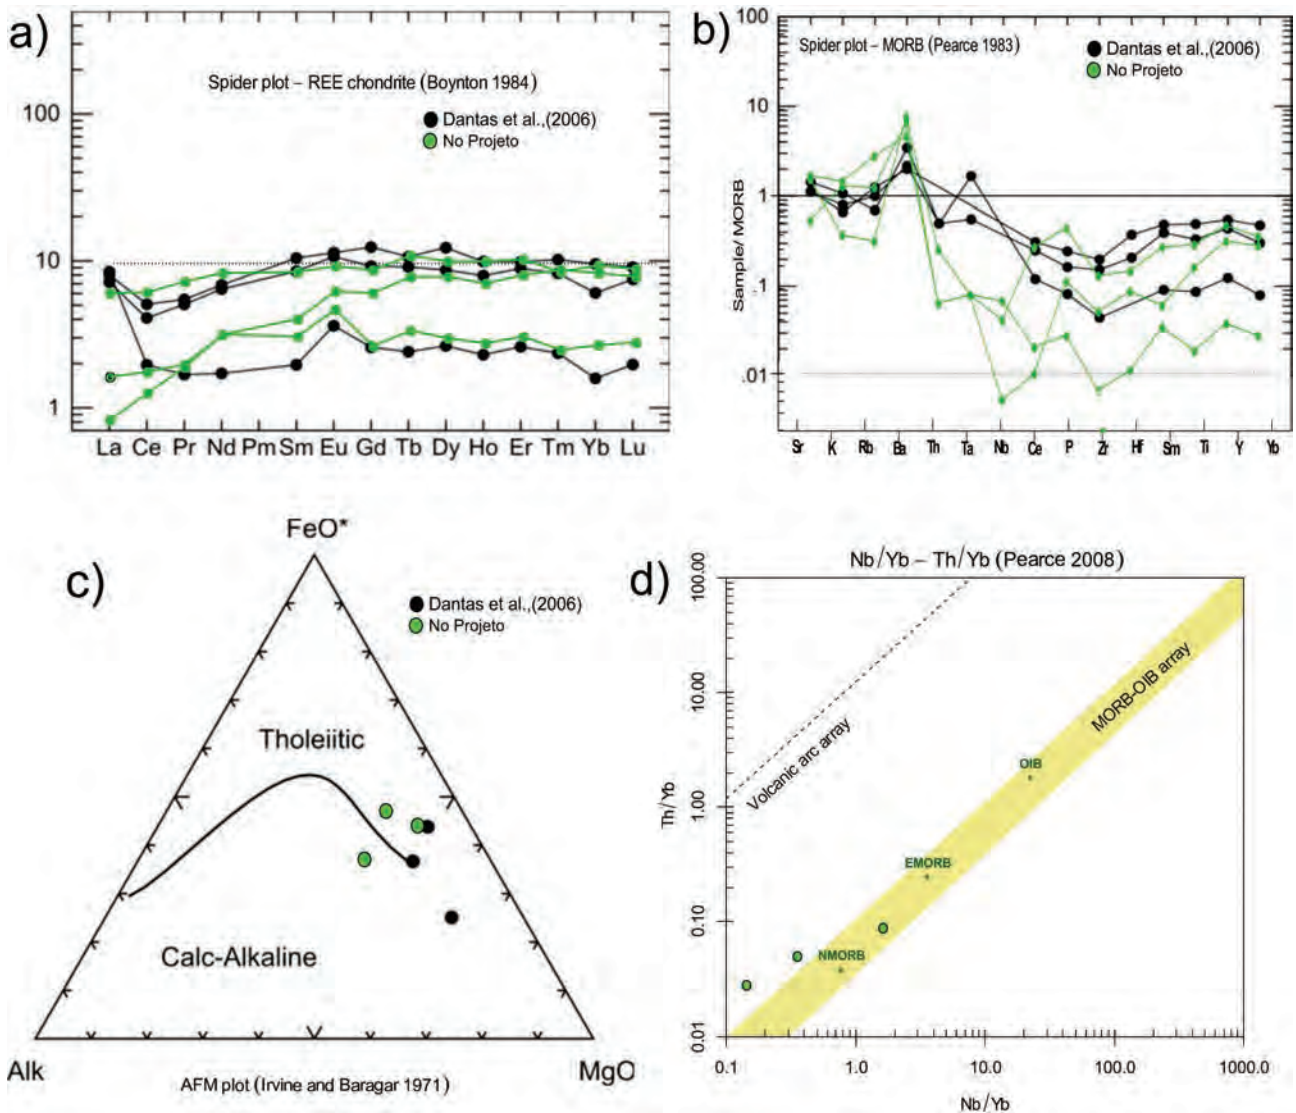 a)
Spider plot – REE chondrite (Boynton 1984)
Dantas et al.,(2006)
No Projeto
100
10
1
La Ce Pr Nd Pm Sm Eu Gd Tb Dy Ho Er Tm Yb Lu
b)
Spider plot – MORB (Pearce 1983)
Dantas et al.,(2006)
No Projeto
Sample/ MORB
100
10
1
.1
.01
Sr K Rb Ba Th Ta Nb Ce P Zr Hf Sm Ti Y Yb
c)
FeO*
Dantas et al.,(2006)
No Projeto
Tholeiitic
Calc-Alkaline
Alk
MgO
AFM plot (Irvine and Baragar 1971)
d)
Nb/Yb – Th/Yb (Pearce 2008)
Th/Yb
100.00
10.00
1.00
0.10
0.01
Volcanic arc array
MORB-OIB array
OIB
EMORB
NMORB
0.1 1.0 10.0 100.0 1000.0
Nb/Yb